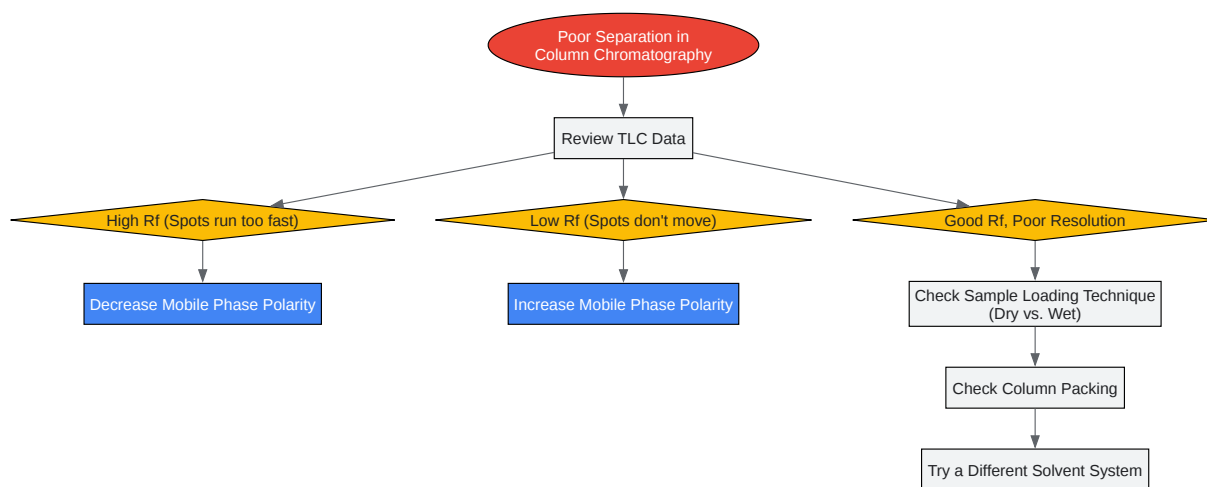 Poor Separation in
Column Chromatography
Review TLC Data
High Rf (Spots run too fast)
Low Rf (Spots don't move)
Good Rf, Poor Resolution
Decrease Mobile Phase Polarity
Increase Mobile Phase Polarity
Check Sample Loading Technique
(Dry vs. Wet)
Check Column Packing
Try a Different Solvent System